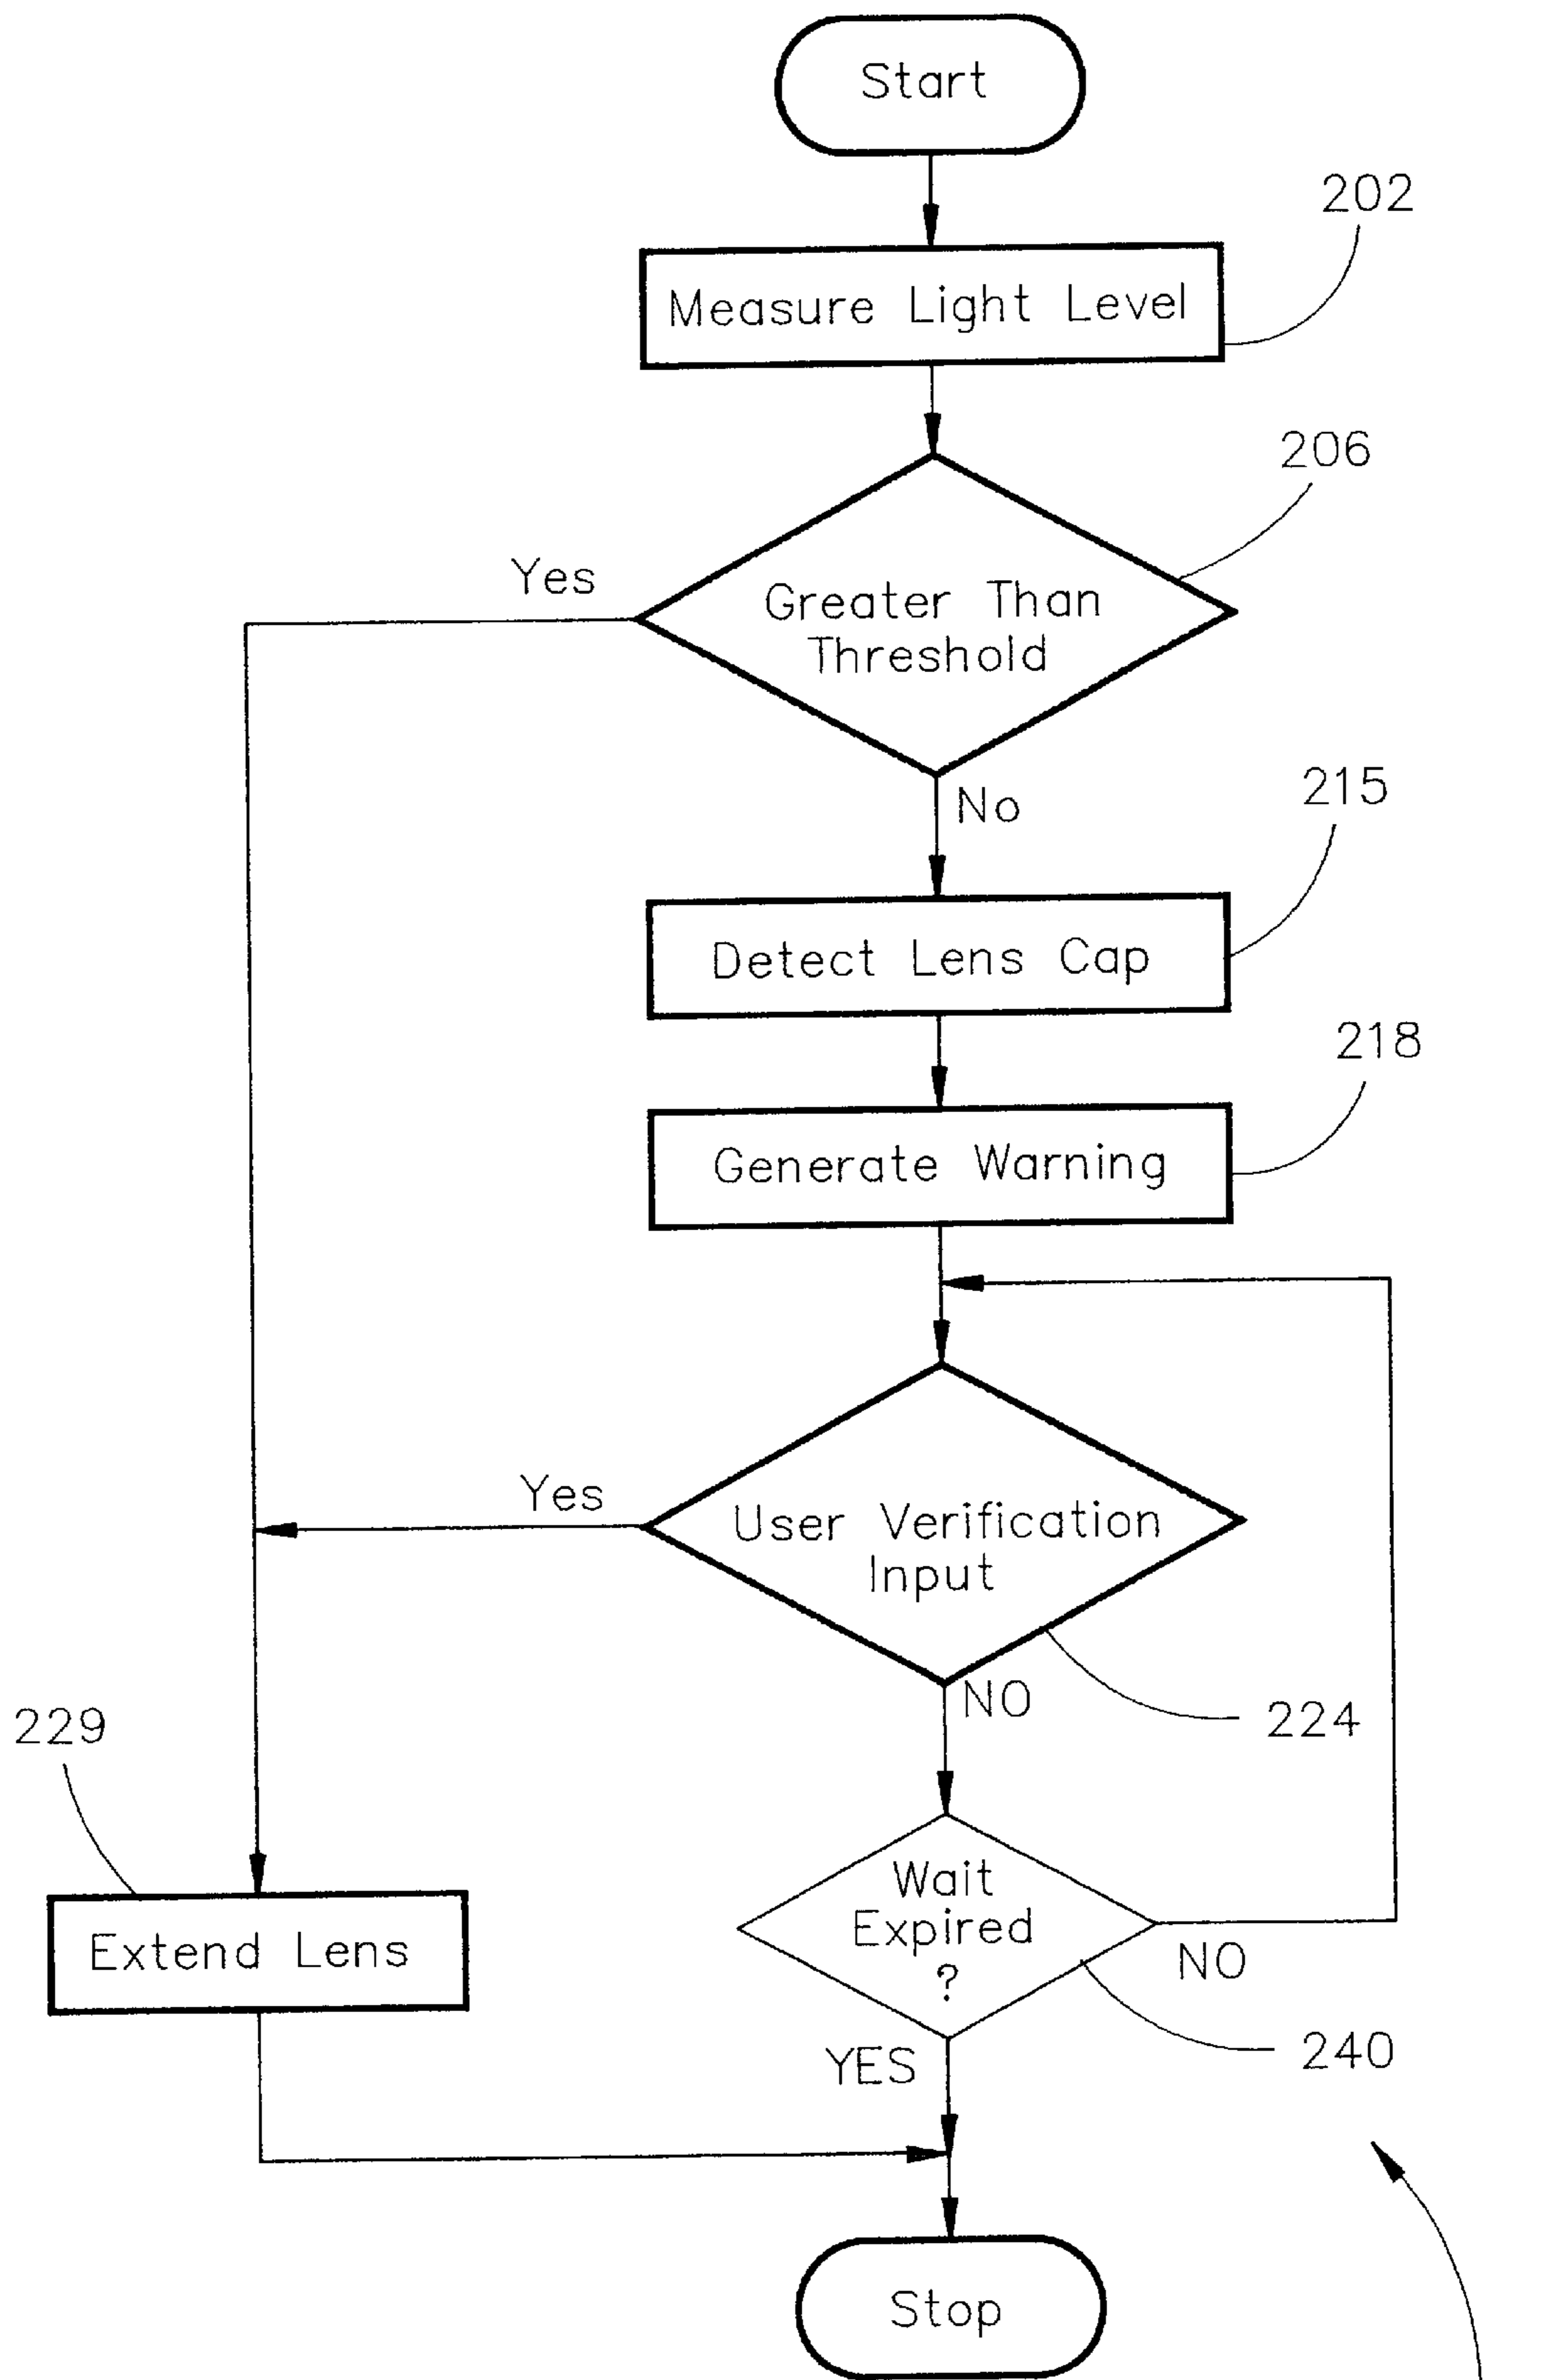 Start
202
Measure Light Level
206
Yes
Greater Than
Threshold
No
215
Detect Lens Cap
218
Generate Warning
Yes
User Verification
Input
NO
224
229
Wait
Expired
?
Extend Lens
NO
YES
240
Stop